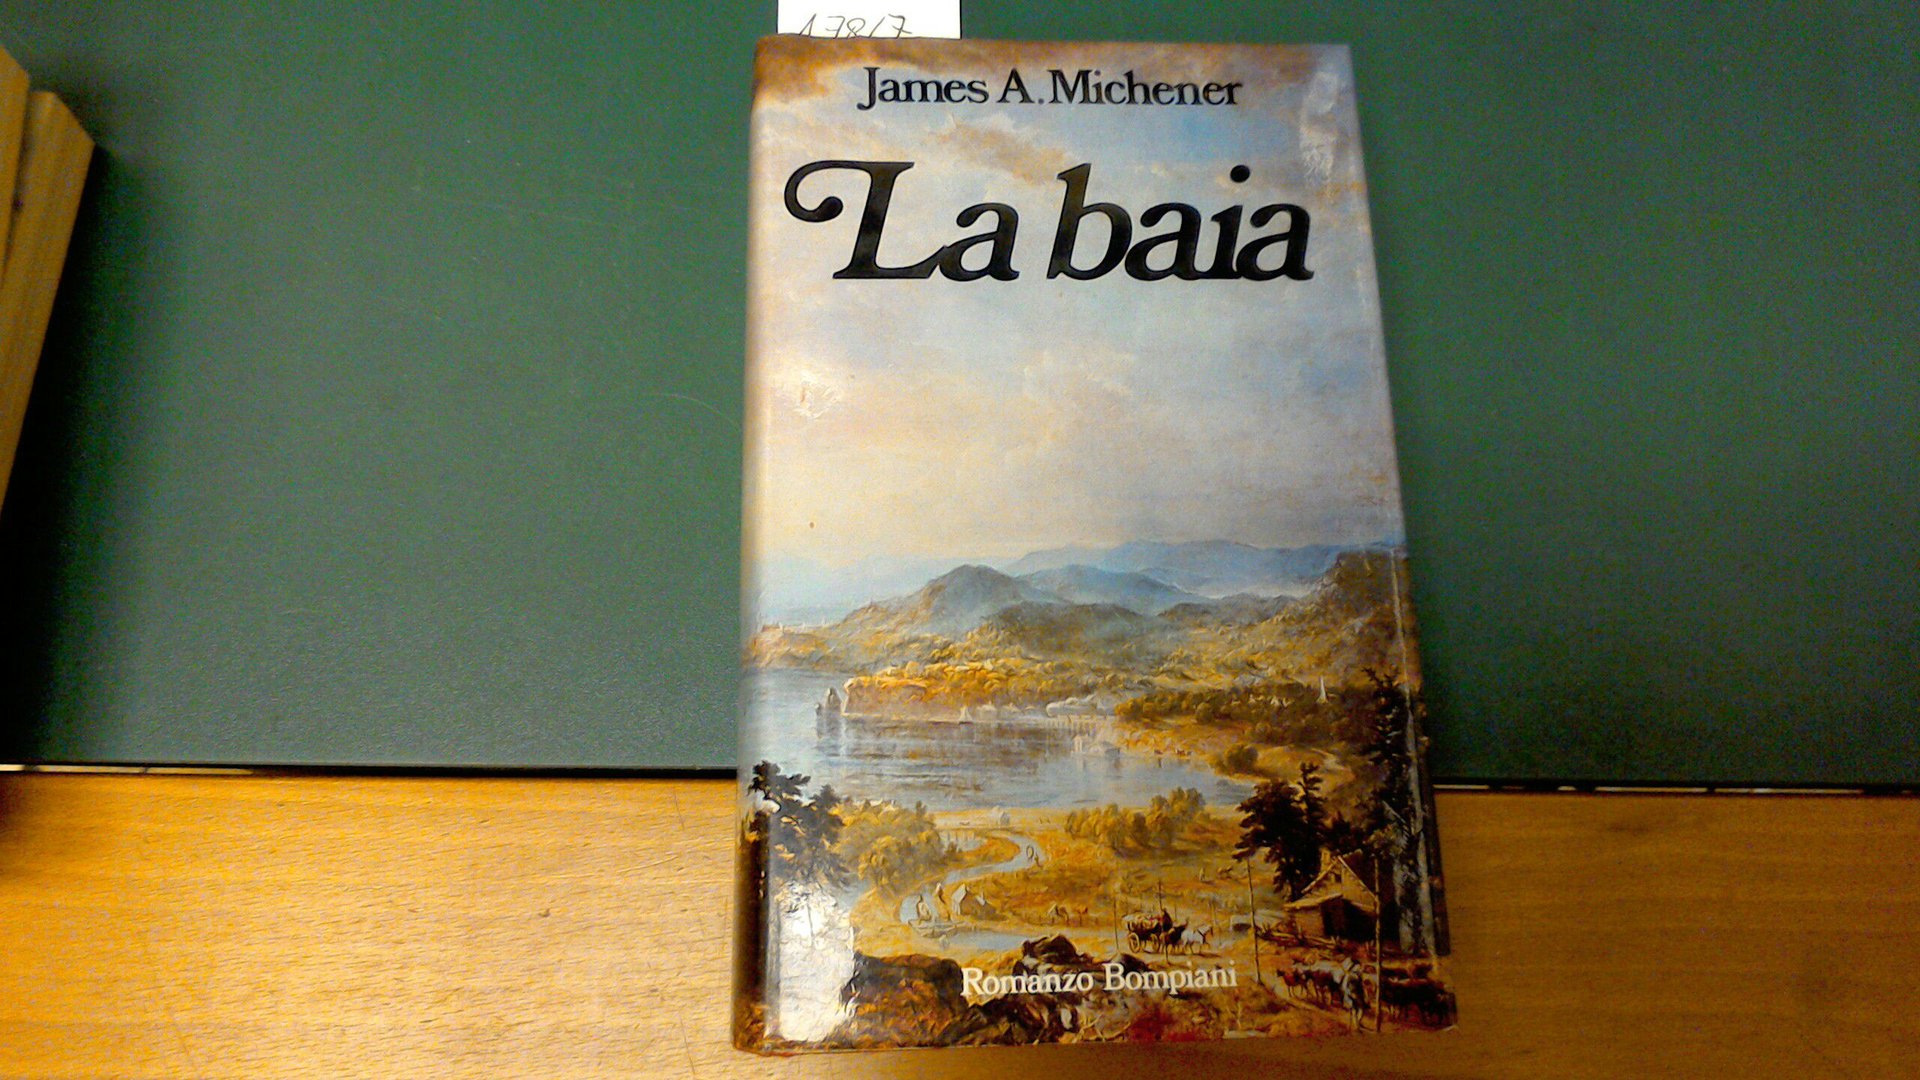 James A. Michener
La baia
Romanzo Bompiani